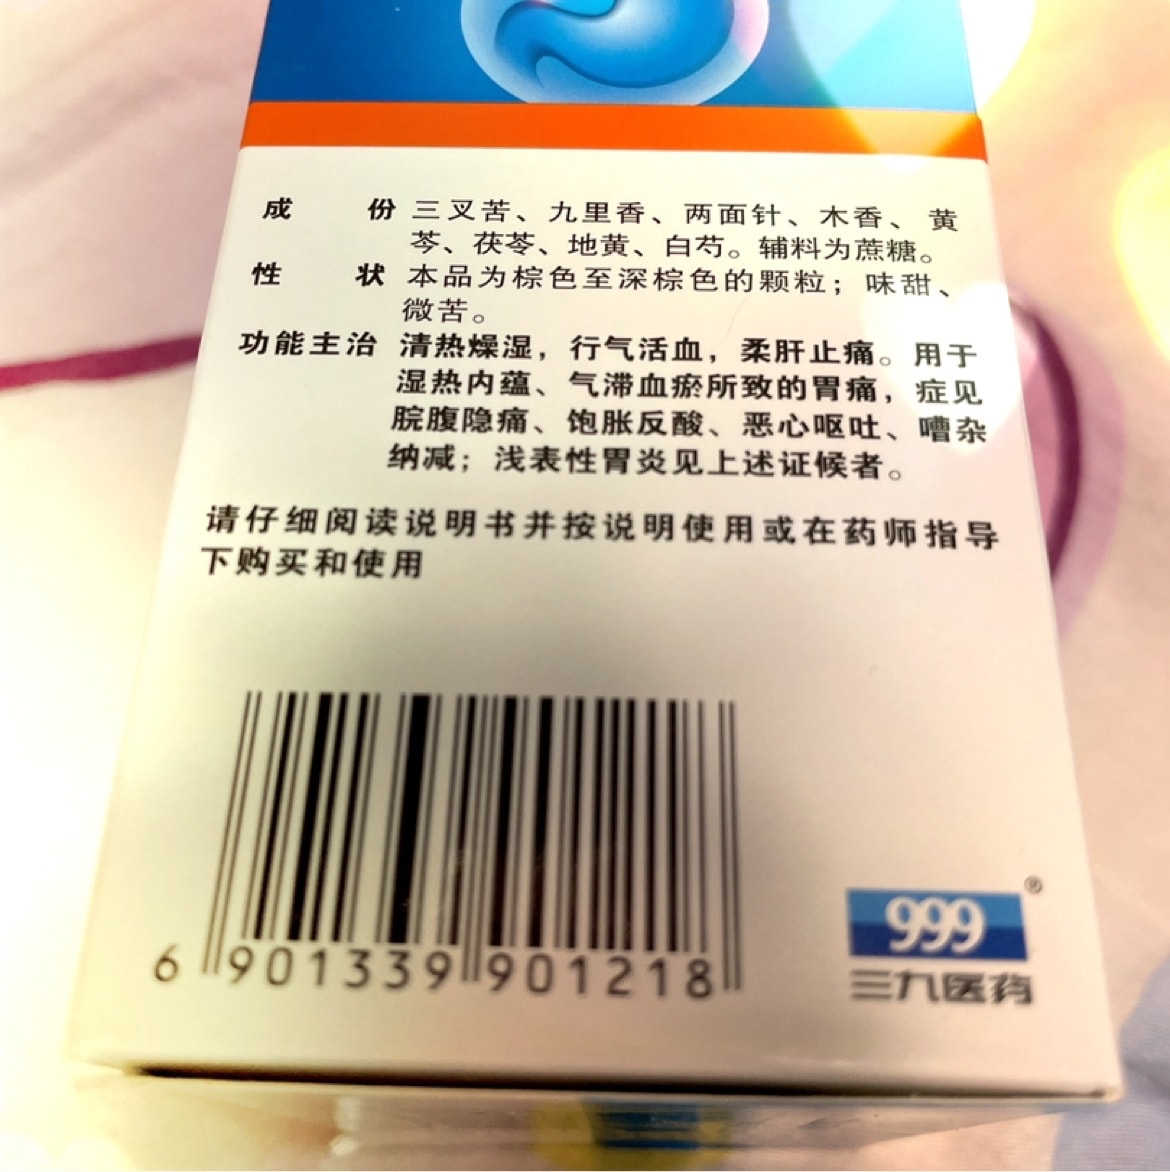 成 份 三叉苦、九里香、两面针、木香、黄
芩、茯苓、地黄、白芍。辅料为蔗糖。
性 状 本品为棕色至深棕色的颗粒；味甜、
微苦。
功能主治 清热燥湿，行气活血，柔肝止痛。用于
湿热内蕴、气滞血瘀所致的胃痛，症见
脘腹隐痛、饱胀反酸、恶心呕吐、嘈杂
纳减；浅表性胃炎见上述证候者。
请仔细阅读说明书并按说明使用或在药师指导
下购买和使用
6 901339 901218
999®
三九医药